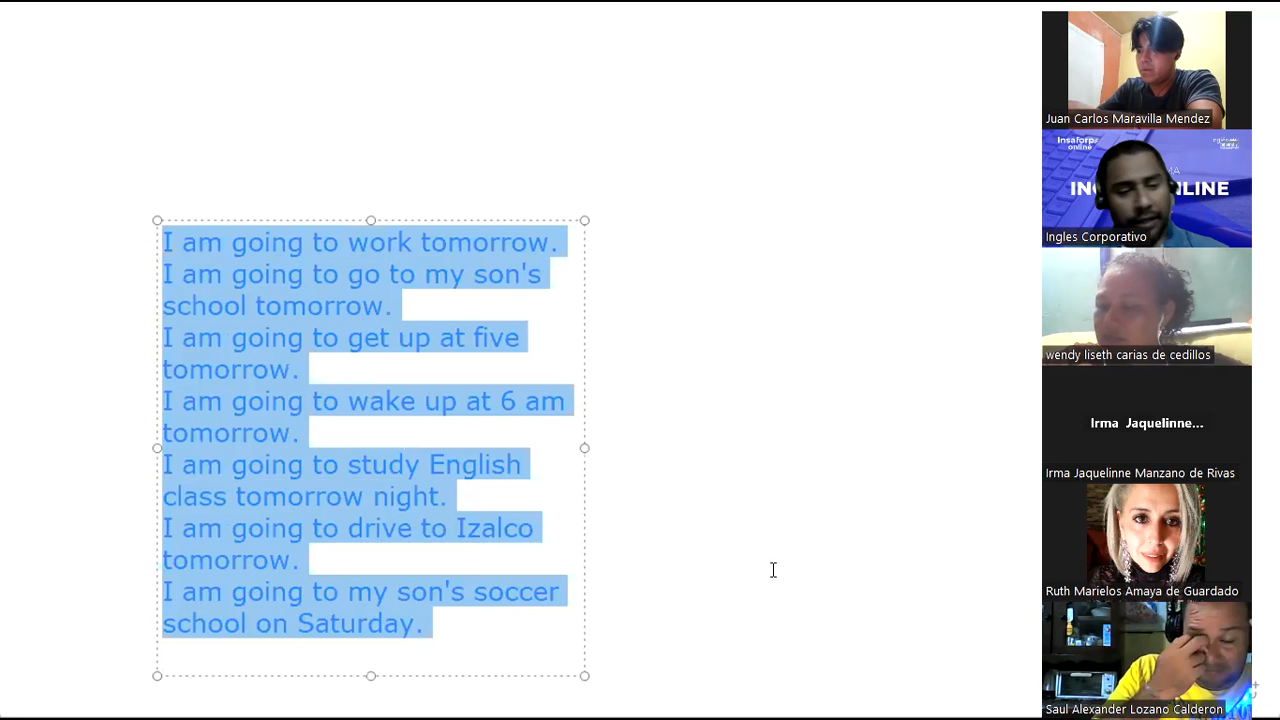 I am going to work tomorrow.
I am going to go to my son's
school tomorrow.
I am going to get up at five
tomorrow.
I am going to wake up at 6 am
tomorrow.
I am going to study English
class tomorrow night.
I am going to drive to Izalco
tomorrow.
I am going to my son's soccer
school on Saturday.
Juan Carlos Maravilla Mendez
Insaforp
online
Ingles Corporativo
wendy liseth carias de cedillos
Irma Jaquelinne...
Irma Jaquelinne Manzano de Rivas
Ruth Marielos Amaya de Guardado
Saul Alexander Lozano Calderon